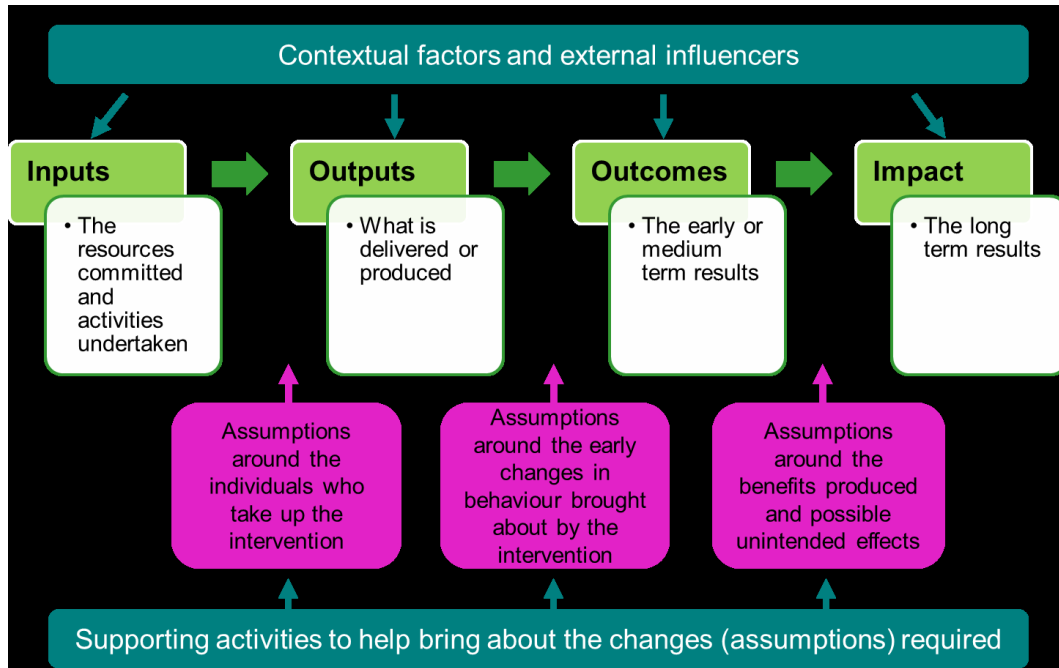 Contextual factors and external influencers
Inputs
• The
resources
committed
and
activities
undertaken
Outputs
• What is
delivered or
produced
Outcomes
• The early or
medium
term results
Impact
• The long
term results
Assumptions
around the
individuals who
take up the
intervention
Assumptions
around the early
changes in
behaviour brought
about by the
intervention
Assumptions
around the
benefits produced
and possible
unintended effects
Supporting activities to help bring about the changes (assumptions) required